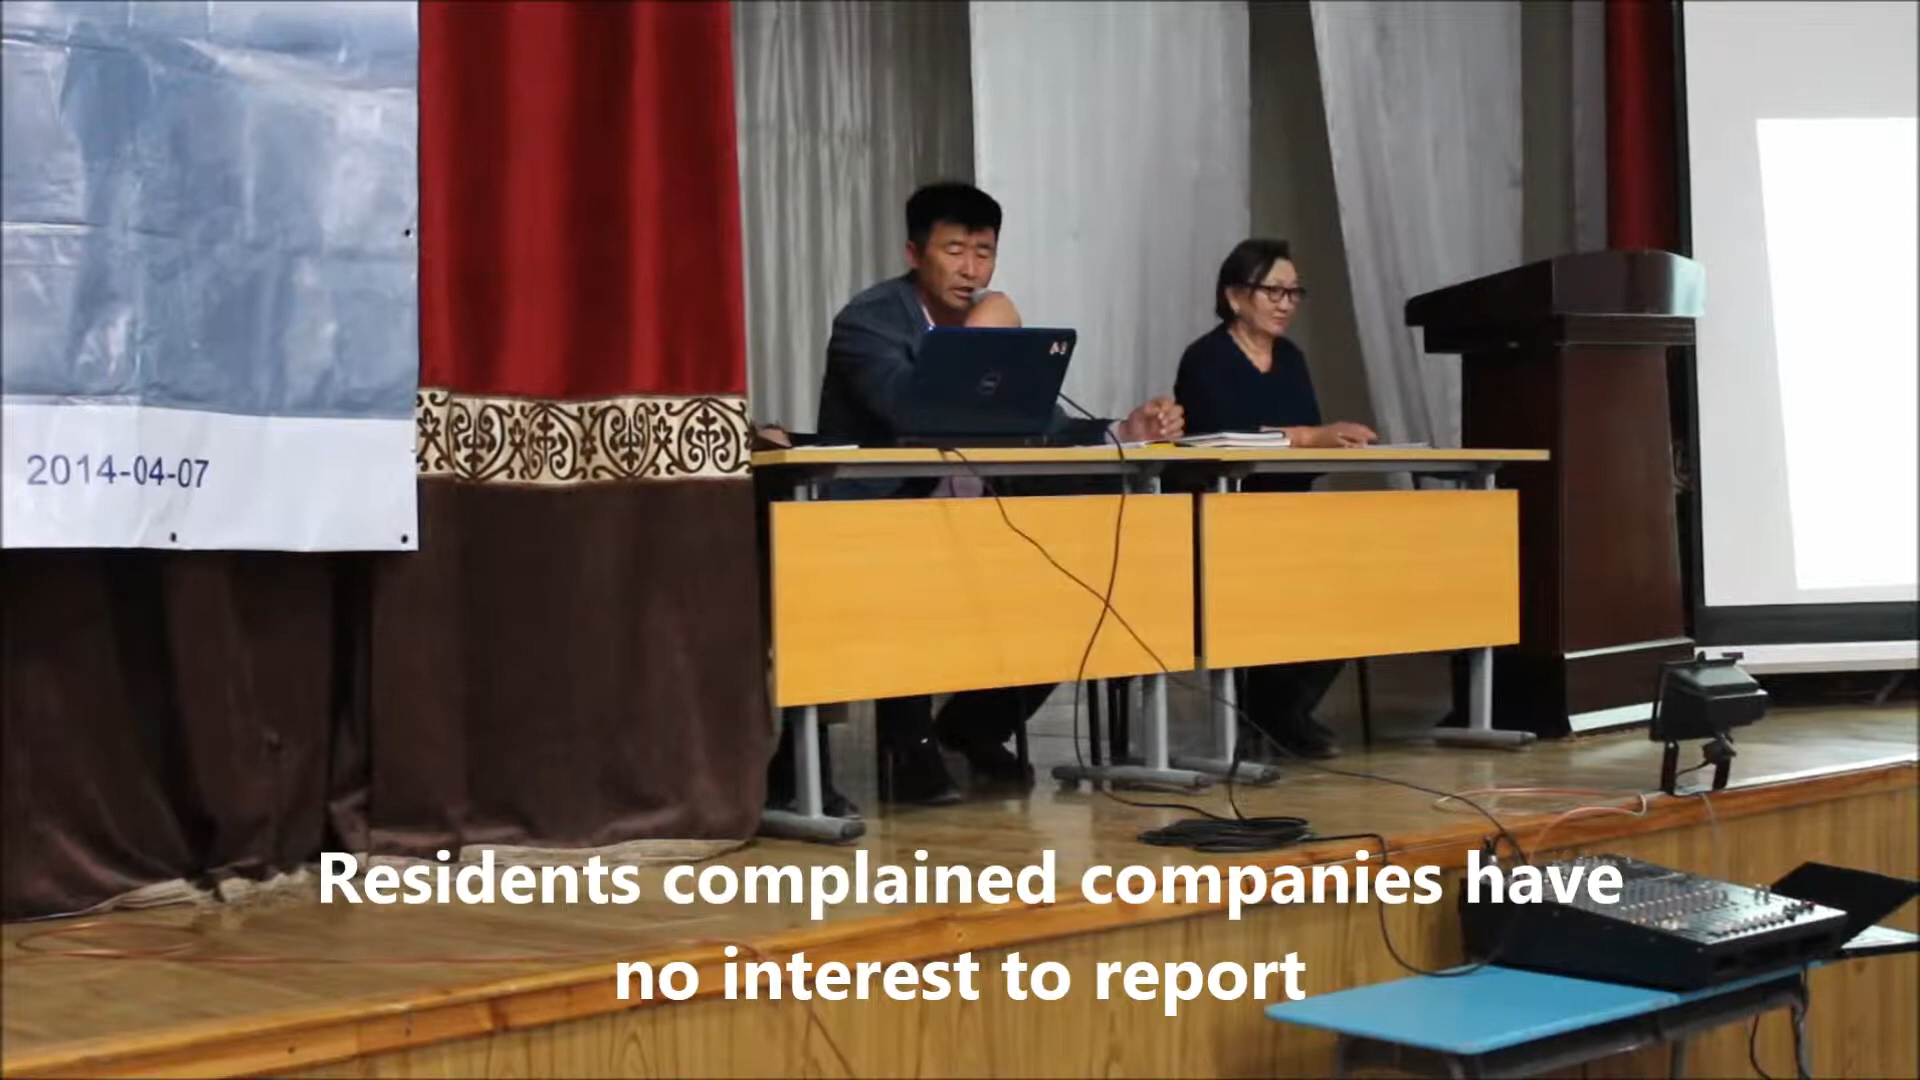 2014-04-07
Residents complained companies have
no interest to report